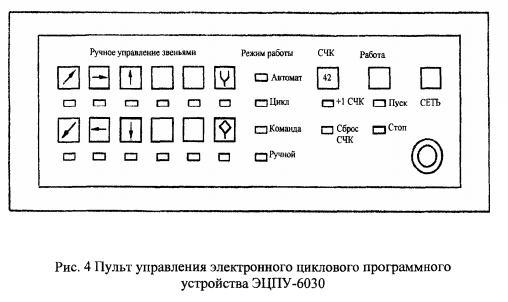 Ручное управление звеньями
Режим работы
СЧК
Работа
Автомат
42
Цикл
+1 СЧК
Пуск
СЕТЬ
Команда
Сброс
СЧК
Стоп
Ручной
Рис. 4 Пульт управления электронного циклового программного
устройства ЭЦПУ-6030